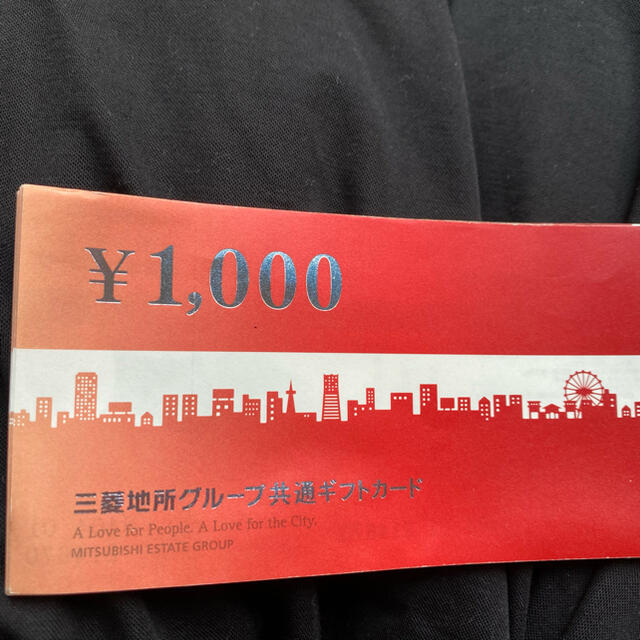 ¥1,000
三菱地所グループ共通ギフトカード
A Love for People. A Love for the City.
MITSUBISHI ESTATE GROUP